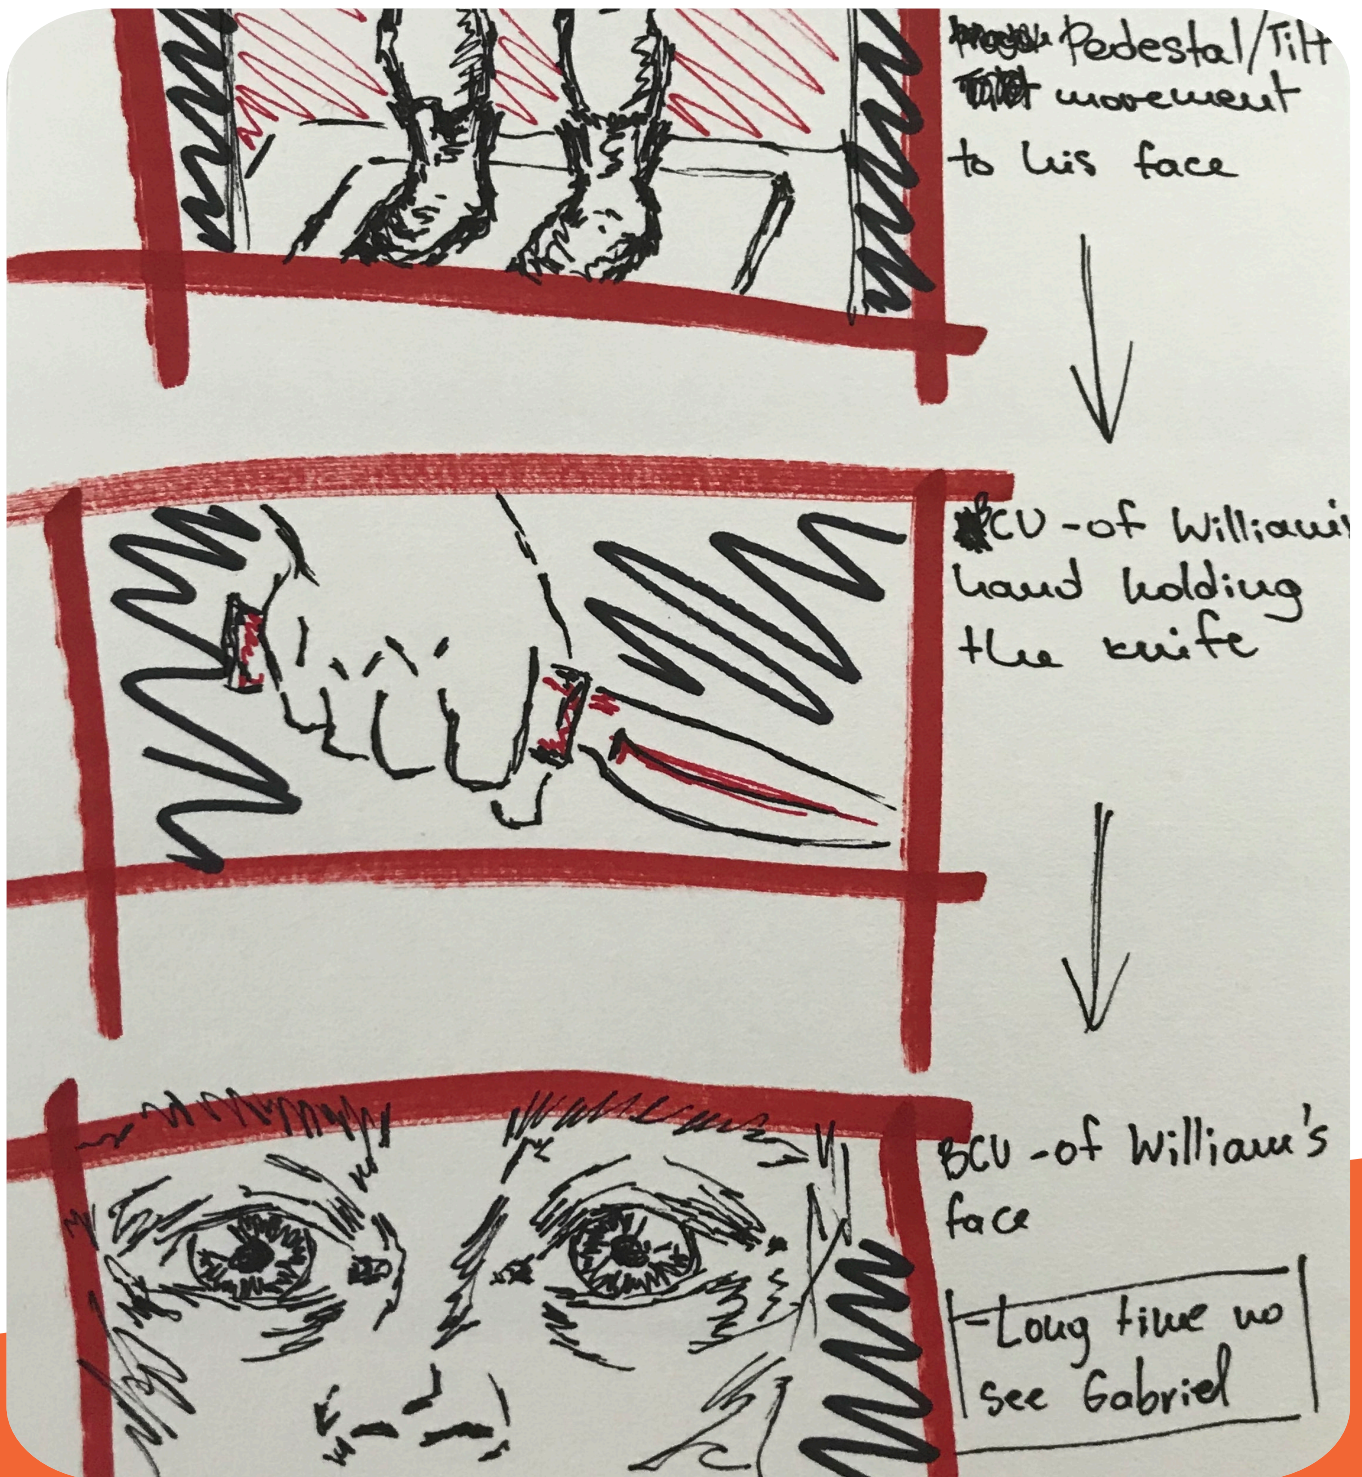 Pedestal/Tilt
movement
to his face
BCU - of William's
hand holding
the knife
BCU - of William's
face
- Long time no
see Gabriel